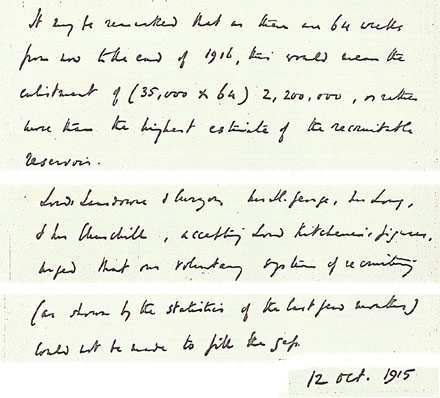 It may be remarked that as there are 64 weeks
from now to the end of 1916, this would mean the
enlistment of (35,000 x 64) 2,200,000, or rather
more than the highest estimate of the recruitable
reservoir.
Lords Lansdowne & Curzon Mr Ll. George, Mr Long,
& Mr Churchill, accepting Lord Kitchener's figures,
urged that our voluntary system of recruiting
(as shown by the statistics of the last few months)
could not be made to fill the gap.
12 Oct. 1915